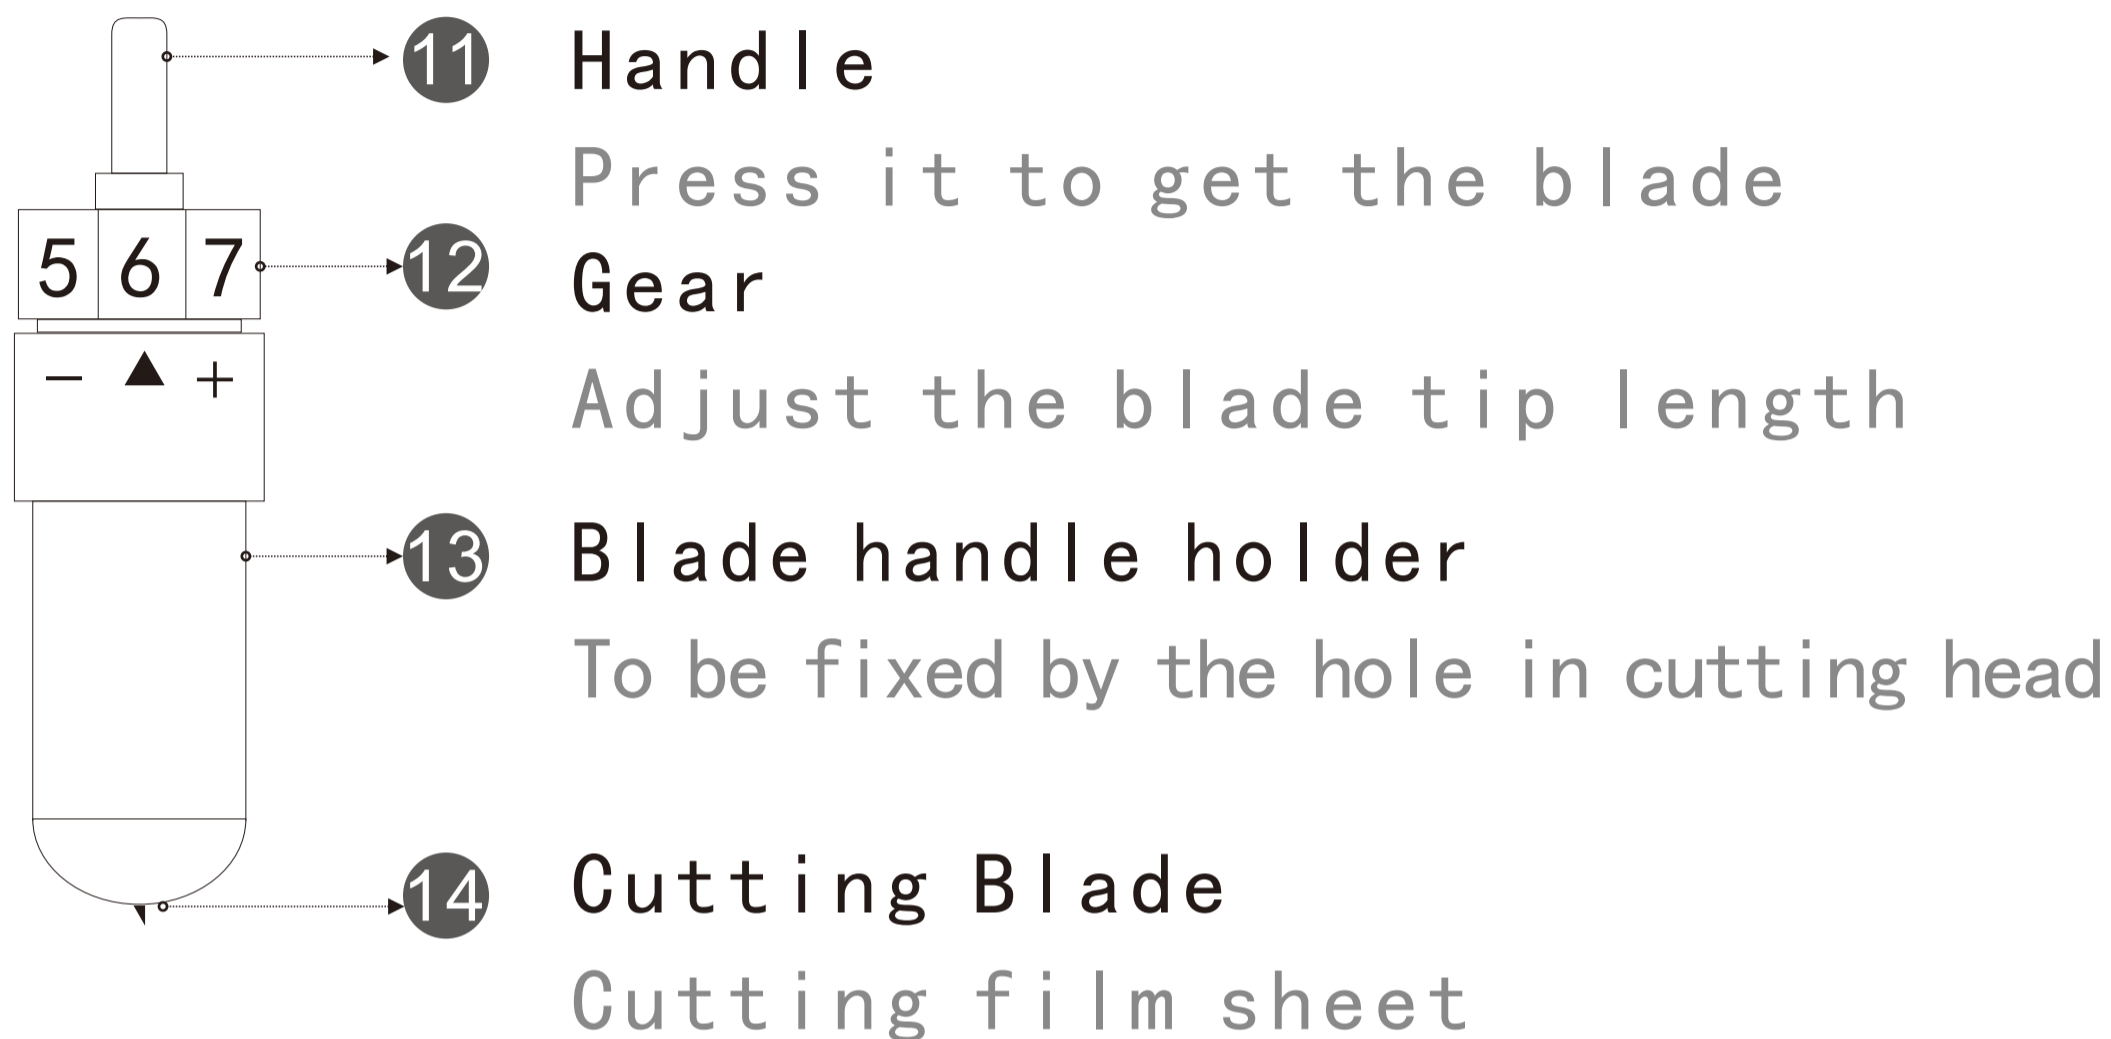 11 Handle
Press it to get the blade
5 6 7
12 Gear
− ▲ +
Adjust the blade tip length
13 Blade handle holder
To be fixed by the hole in cutting head
14 Cutting Blade
Cutting film sheet